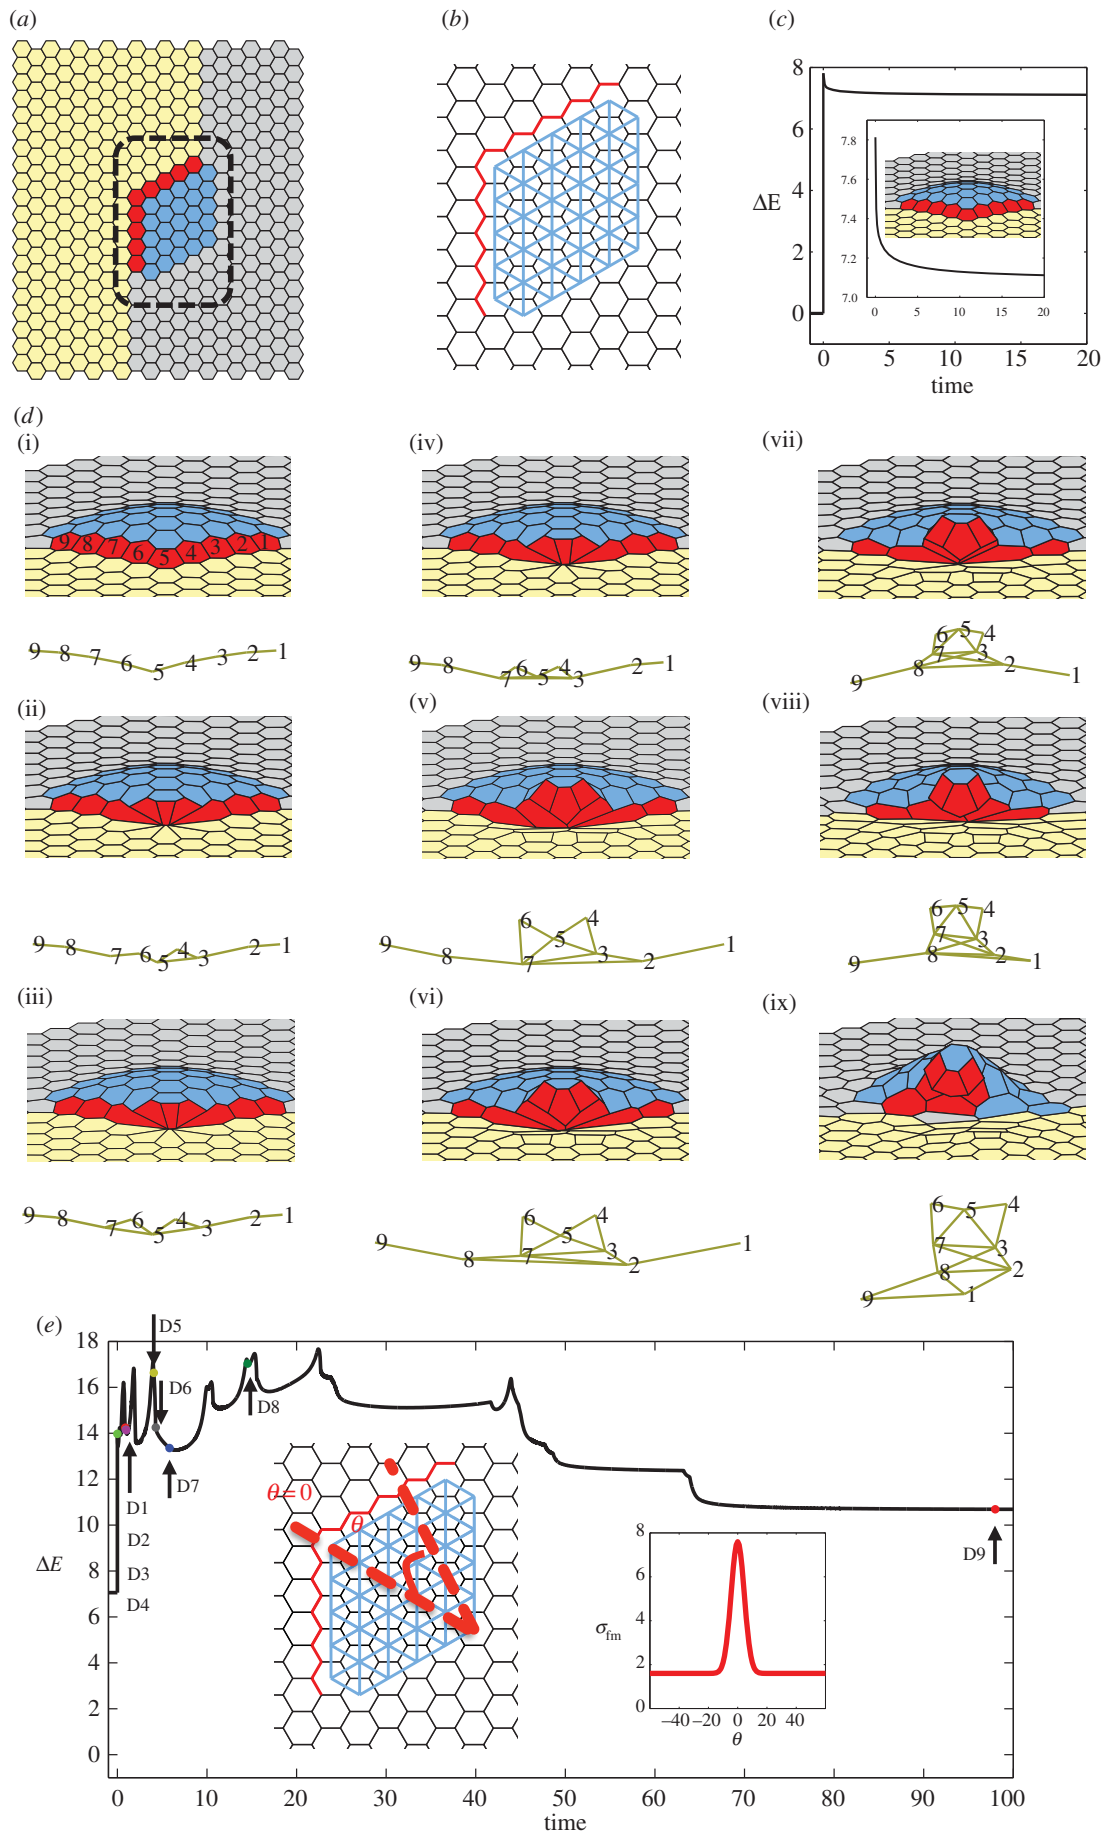 (a)
(b)
(c)
8
6
4
2
0
ΔE
0 5 10 15 20
time
7.8
7.6
7.4
7.2
7.0
0 5 10 15 20
(d)
(i)
9 8 7 6 5 4 3 2 1
9 8 7 6 5 4 3 2 1
(iv)
9 8 7 6 5 4 3 2 1
(vii)
6 5 4
7 3
9 8 2 1
(ii)
9 8 7 6 5 4 3 2 1
(v)
6 4
5
9 8 7 3 2 1
(viii)
6 5 4
7 3
9 8 2 1
(iii)
9 8 7 6 5 4 3 2 1
(vi)
6 4
5
9 8 7 3 2 1
(ix)
6 5 4
7 3
8 2
9 1
(e)
18
16
14
12
10
8
6
4
2
0
ΔE
D5
D6
D8
D7
D1
D2
D3
D4
D9
θ = 0
θ
8
6
4
2
0
σfm
−40 −20 0 20 40
θ
0 10 20 30 40 50 60 70 80 90 100
time